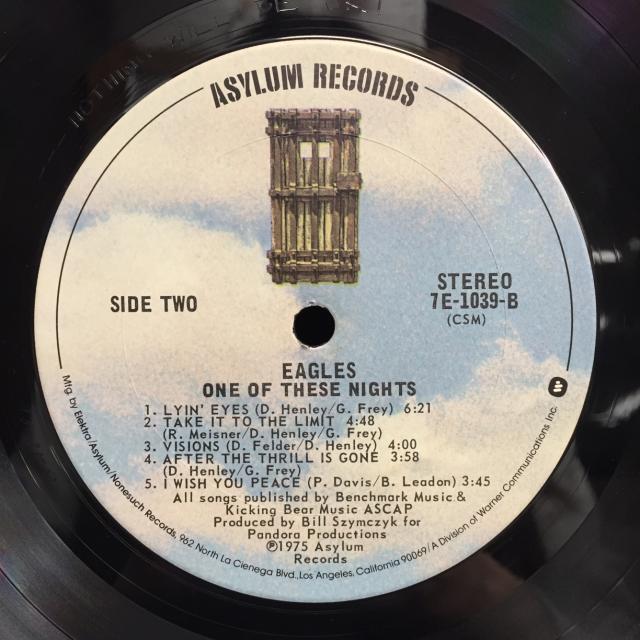 NOTHING WILL
ASYLUM RECORDS
STEREO
SIDE TWO
7E-1039-B
(CSM)
EAGLES
ONE OF THESE NIGHTS
1. LYIN' EYES (D. Henley/G. Frey) 6:21
2. TAKE IT TO THE LIMIT 4:48
(R. Meisner/D. Henley/G. Frey)
3. VISIONS (D. Felder/D. Henley) 4:00
4. AFTER THE THRILL IS GONE 3:58
(D. Henley/G. Frey)
5. I WISH YOU PEACE (P. Davis/B. Leadon) 3:45
All songs published by Benchmark Music &
Kicking Bear Music ASCAP
Produced by Bill Szymczyk for
Pandora Productions
℗1975 Asylum
Records
Mfg. by Elektra/Asylum/Nonesuch Records, 962 North La Cienega Blvd., Los Angeles, California 90069/A Division of Warner Communications Inc.